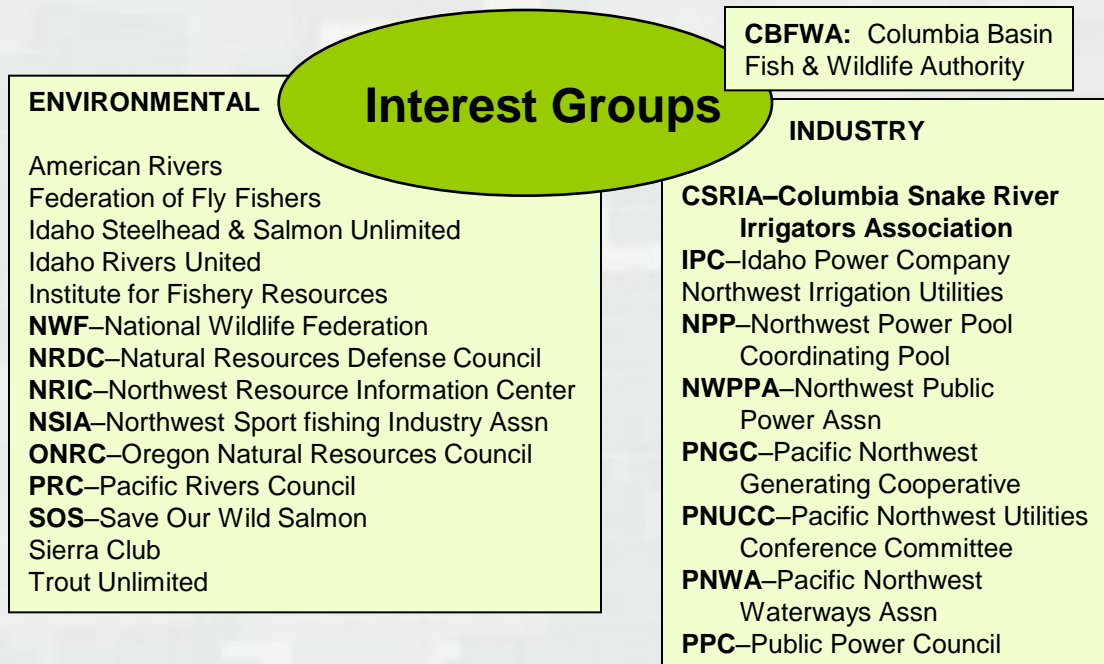 Interest Groups
CBFWA: Columbia Basin
Fish & Wildlife Authority
ENVIRONMENTAL
American Rivers
Federation of Fly Fishers
Idaho Steelhead & Salmon Unlimited
Idaho Rivers United
Institute for Fishery Resources
NWF–National Wildlife Federation
NRDC–Natural Resources Defense Council
NRIC–Northwest Resource Information Center
NSIA–Northwest Sport fishing Industry Assn
ONRC–Oregon Natural Resources Council
PRC–Pacific Rivers Council
SOS–Save Our Wild Salmon
Sierra Club
Trout Unlimited
INDUSTRY
CSRIA–Columbia Snake River
Irrigators Association
IPC–Idaho Power Company
Northwest Irrigation Utilities
NPP–Northwest Power Pool
Coordinating Pool
NWPPA–Northwest Public
Power Assn
PNGC–Pacific Northwest
Generating Cooperative
PNUCC–Pacific Northwest Utilities
Conference Committee
PNWA–Pacific Northwest
Waterways Assn
PPC–Public Power Council